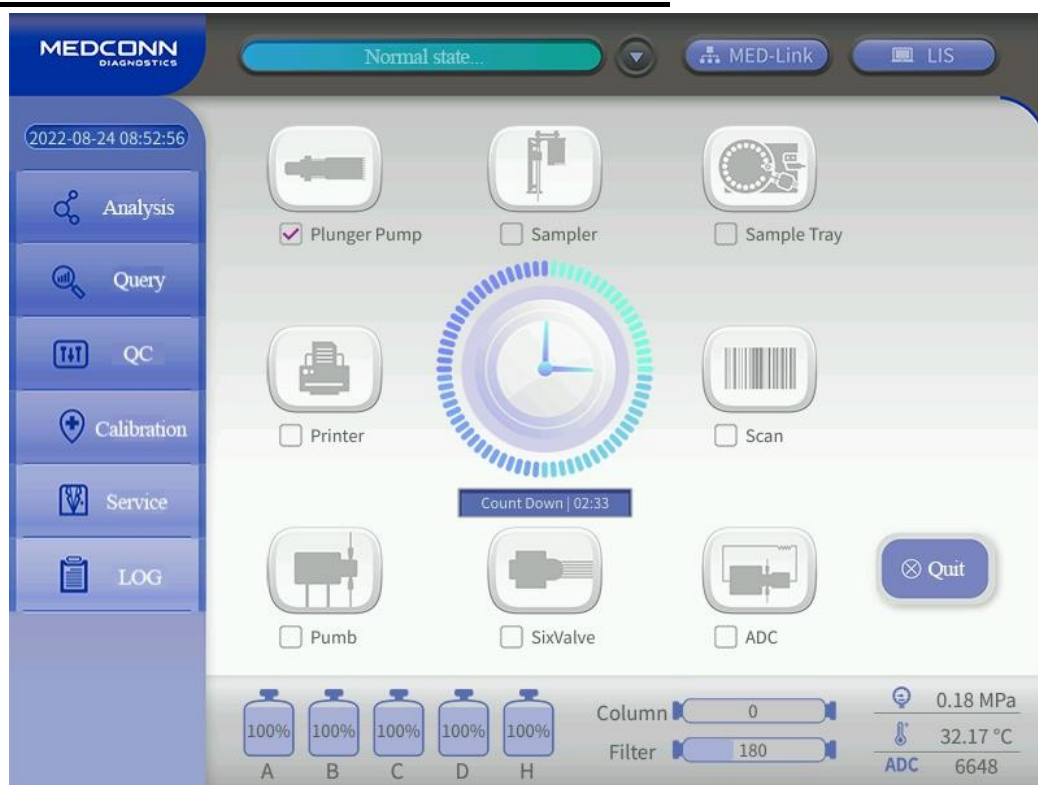 MEDCONN
DIAGNOSTICS
Normal state...
MED-Link
LIS
2022-08-24 08:52:56
Analysis
Query
QC
Calibration
Service
LOG
Plunger Pump
Sampler
Sample Tray
Printer
Scan
Count Down | 02:33
Pumb
SixValve
ADC
Quit
100%
100%
100%
100%
100%
A
B
C
D
H
Column
0
Filter
180
0.18 MPa
32.17 °C
ADC
6648